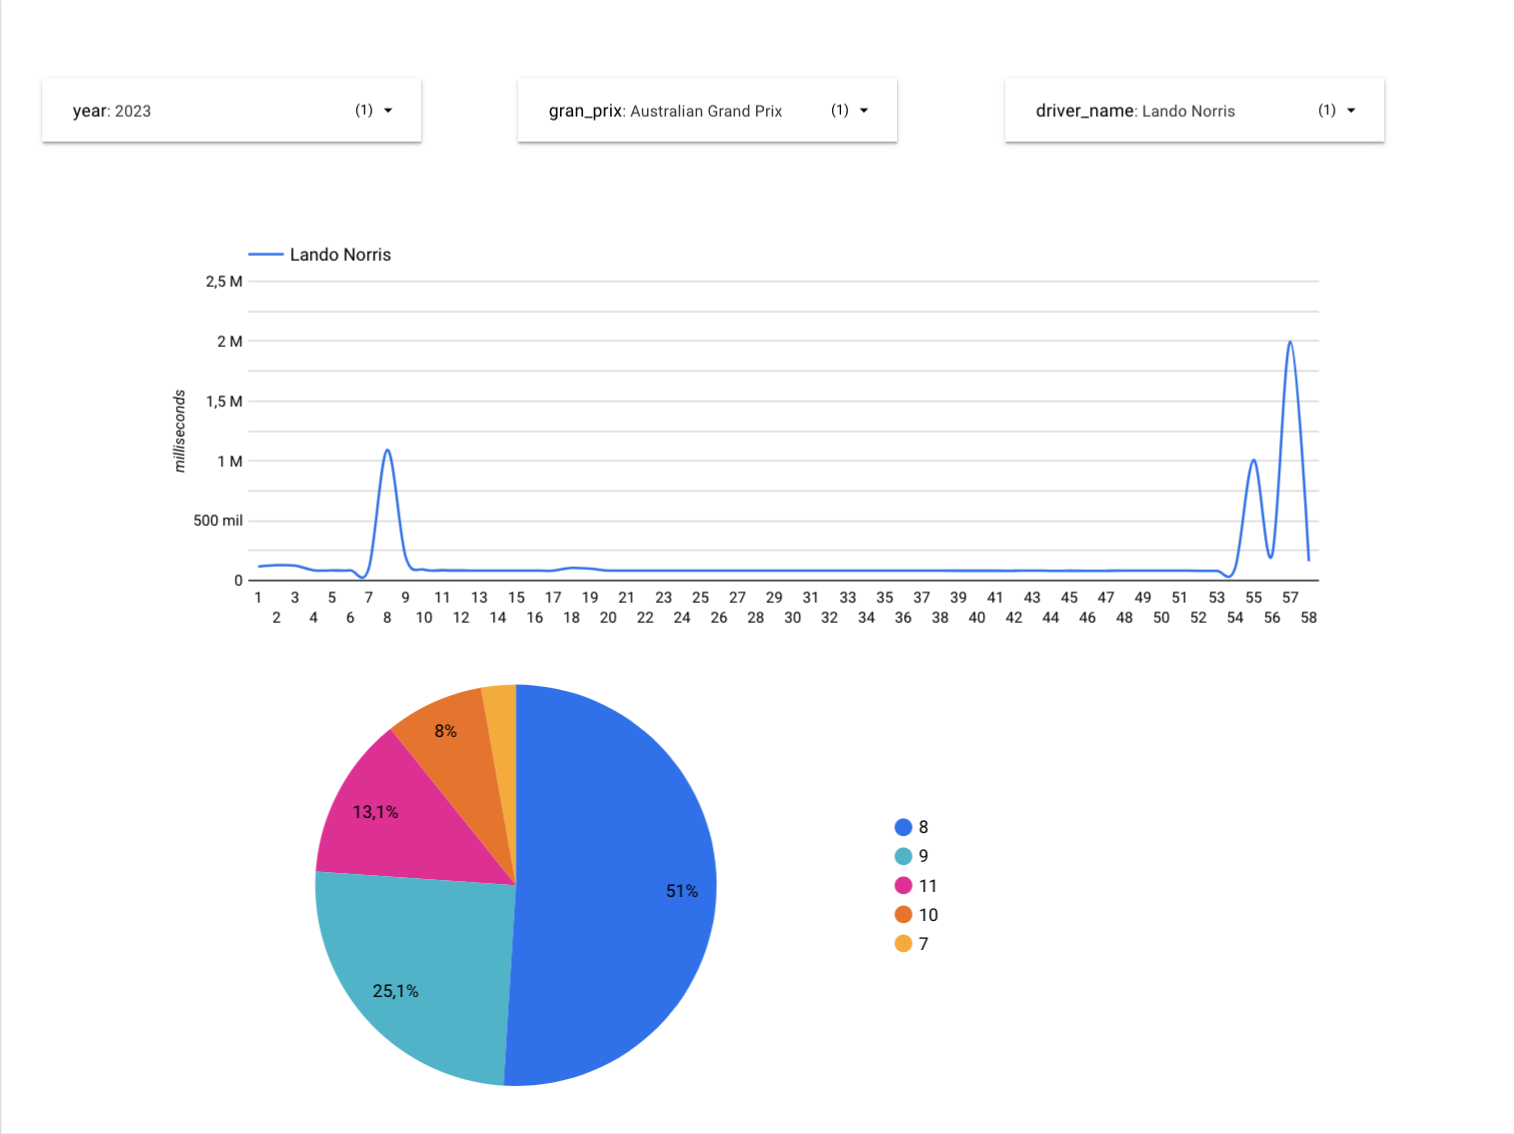 year: 2023 (1)
gran_prix: Australian Grand Prix (1)
driver_name: Lando Norris (1)
Lando Norris
2,5 M
2 M
1,5 M
1 M
500 mil
0
milliseconds
1 3 5 7 9 11 13 15 17 19 21 23 25 27 29 31 33 35 37 39 41 43 45 47 49 51 53 55 57
2 4 6 8 10 12 14 16 18 20 22 24 26 28 30 32 34 36 38 40 42 44 46 48 50 52 54 56 58
8%
13,1%
51%
25,1%
8
9
11
10
7